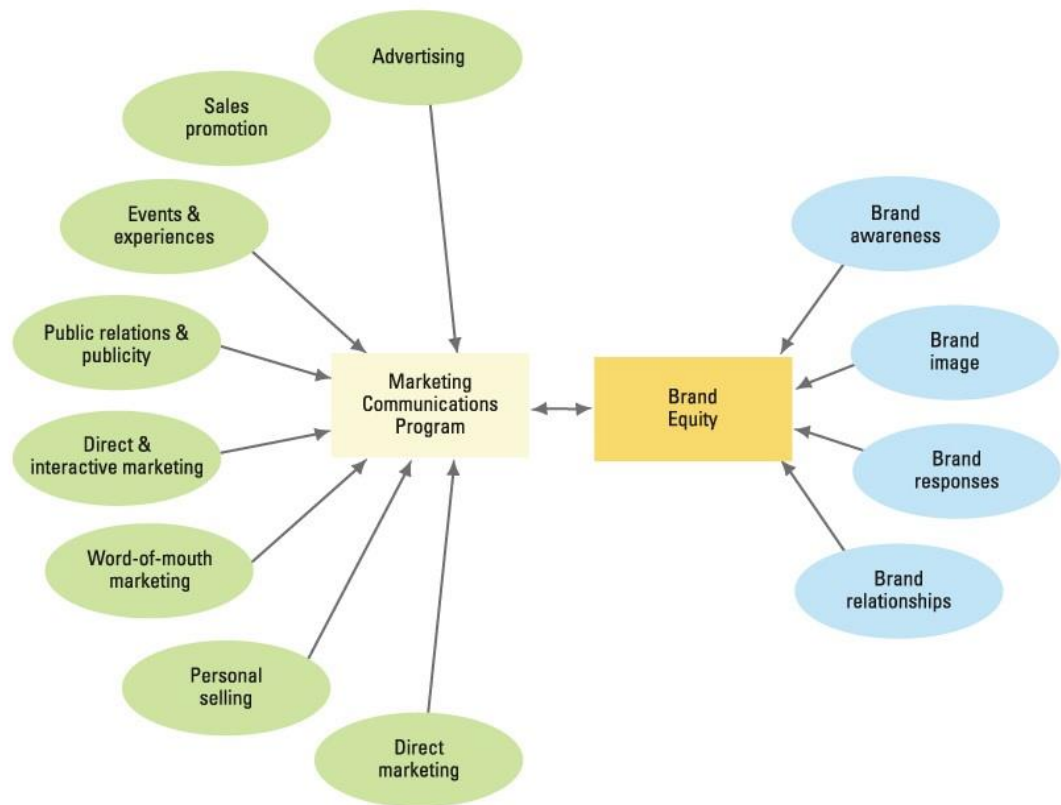 Advertising
Sales
promotion
Events &
experiences
Public relations &
publicity
Direct &
interactive marketing
Word-of-mouth
marketing
Personal
selling
Direct
marketing
Marketing
Communications
Program
Brand
Equity
Brand
awareness
Brand
image
Brand
responses
Brand
relationships